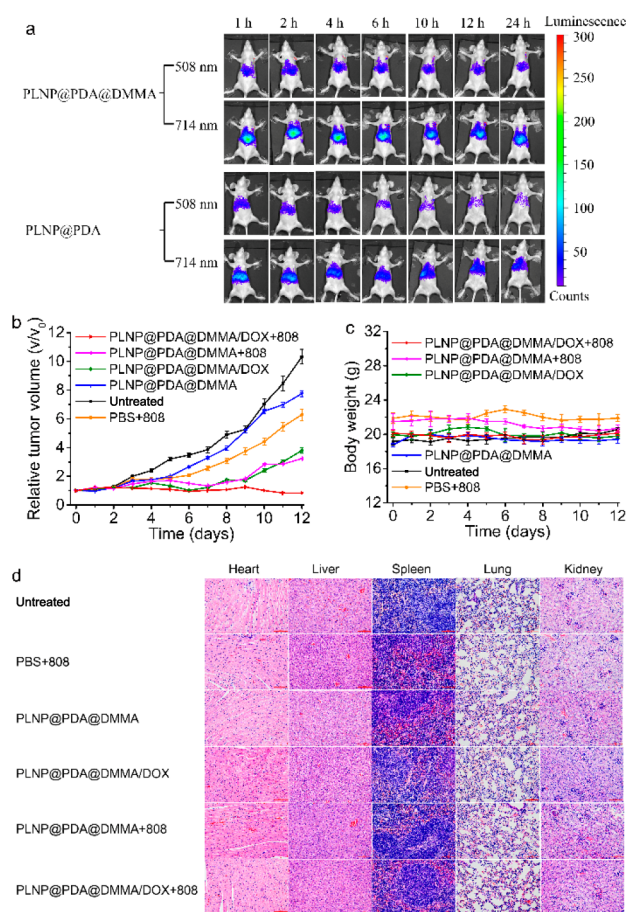 a
1 h 2 h 4 h 6 h 10 h 12 h 24 h
Luminescence
PLNP@PDA@DMMA
508 nm
714 nm
PLNP@PDA
508 nm
714 nm
300
250
200
150
100
50
Counts
b
Relative tumor volume (v/v0)
12
10
8
6
4
2
0
PLNP@PDA@DMMA/DOX+808
PLNP@PDA@DMMA+808
PLNP@PDA@DMMA/DOX
PLNP@PDA@DMMA
Untreated
PBS+808
0 2 4 6 8 10 12
Time (days)
c
Body weight (g)
32
28
24
20
16
12
PLNP@PDA@DMMA/DOX+808
PLNP@PDA@DMMA+808
PLNP@PDA@DMMA/DOX
PLNP@PDA@DMMA
Untreated
PBS+808
0 2 4 6 8 10 12
Time (days)
d
Heart Liver Spleen Lung Kidney
Untreated
PBS+808
PLNP@PDA@DMMA
PLNP@PDA@DMMA/DOX
PLNP@PDA@DMMA+808
PLNP@PDA@DMMA/DOX+808